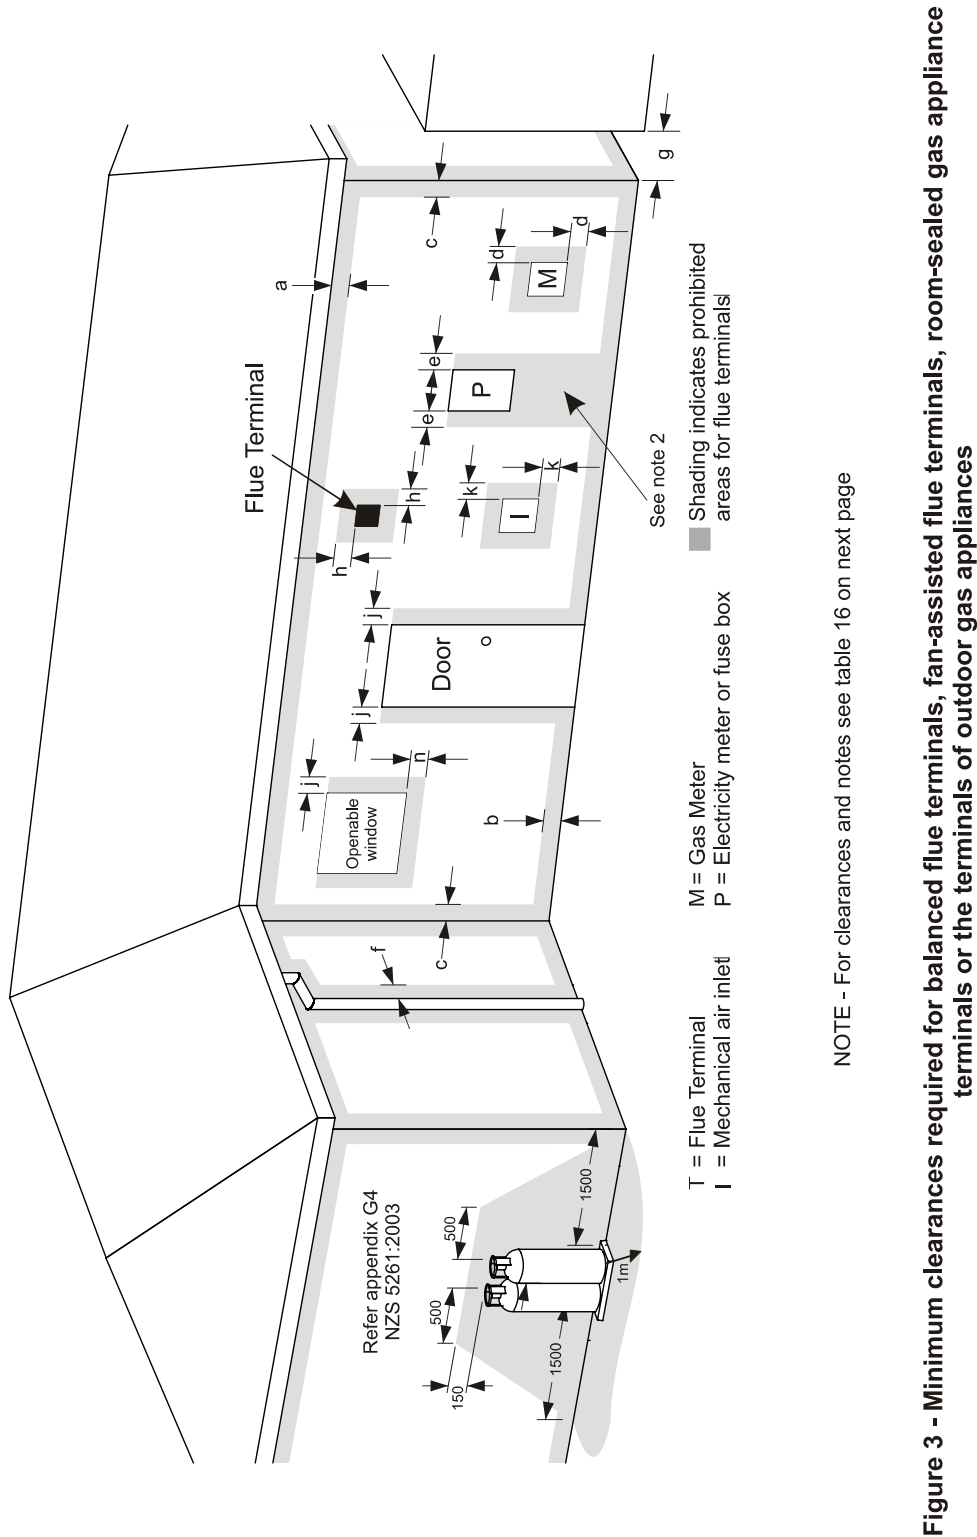 a
Flue Terminal
c
h
h
e
e
P
d
d
M
g
j
j
Door
I
k
k
j
Openable
window
n
b
c
f
See note 2
Refer appendix G4
NZS 5261:2003
500
500
150
1500
1500
1m
T = Flue Terminal
I = Mechanical air inlet
M = Gas Meter
P = Electricity meter or fuse box
Shading indicates prohibited
areas for flue terminals
NOTE - For clearances and notes see table 16 on next page
Figure 3 - Minimum clearances required for balanced flue terminals, fan-assisted flue terminals, room-sealed gas appliance
terminals or the terminals of outdoor gas appliances